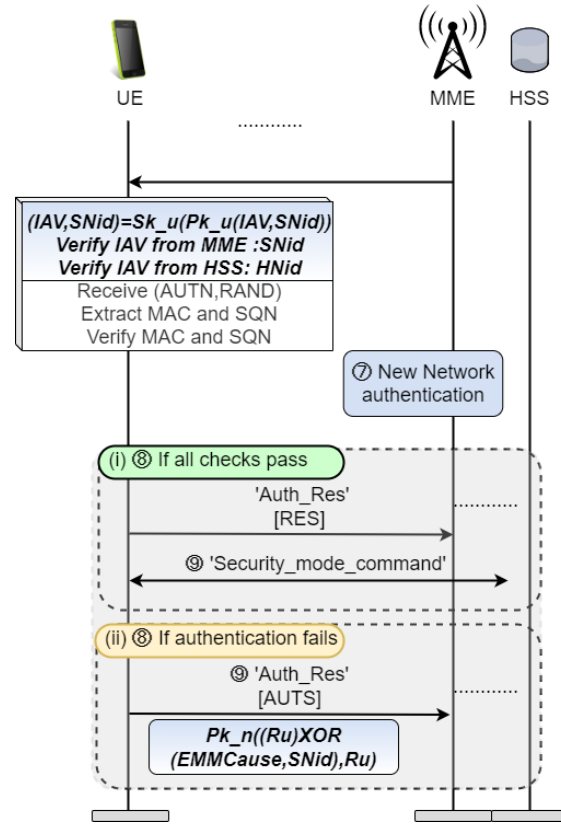 UE
MME
HSS
(IAV,SNid)=Sk_u(Pk_u(IAV,SNid))
Verify IAV from MME :SNid
Verify IAV from HSS: HNid
Receive (AUTN,RAND)
Extract MAC and SQN
Verify MAC and SQN
⑦ New Network
authentication
(i) ⑧ If all checks pass
'Auth_Res'
[RES]
⑨ 'Security_mode_command'
(ii) ⑧ If authentication fails
⑨ 'Auth_Res'
[AUTS]
Pk_n((Ru)XOR
(EMMCause,SNid),Ru)